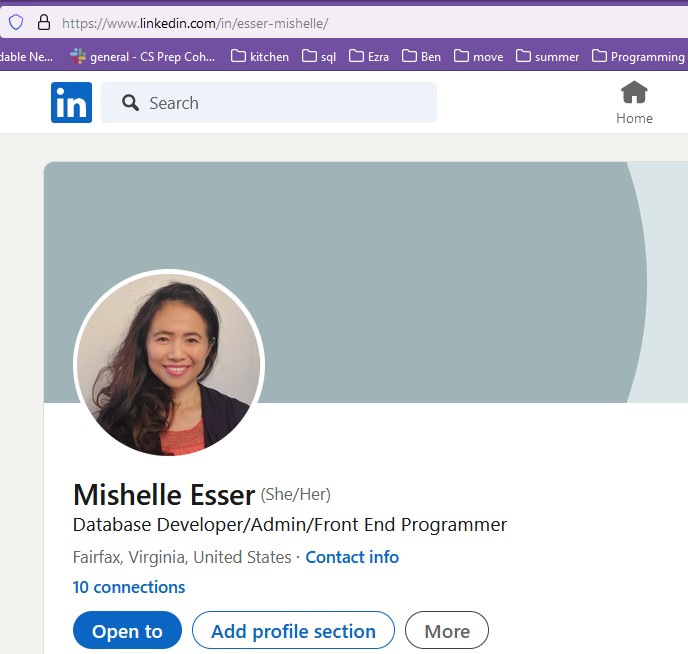 https://www.linkedin.com/in/esser-mishelle/
dable Ne... general - CS Prep Coh... kitchen sql Ezra Ben move summer Programming
in Search
Home
Mishelle Esser (She/Her)
Database Developer/Admin/Front End Programmer
Fairfax, Virginia, United States · Contact info
10 connections
Open to Add profile section More